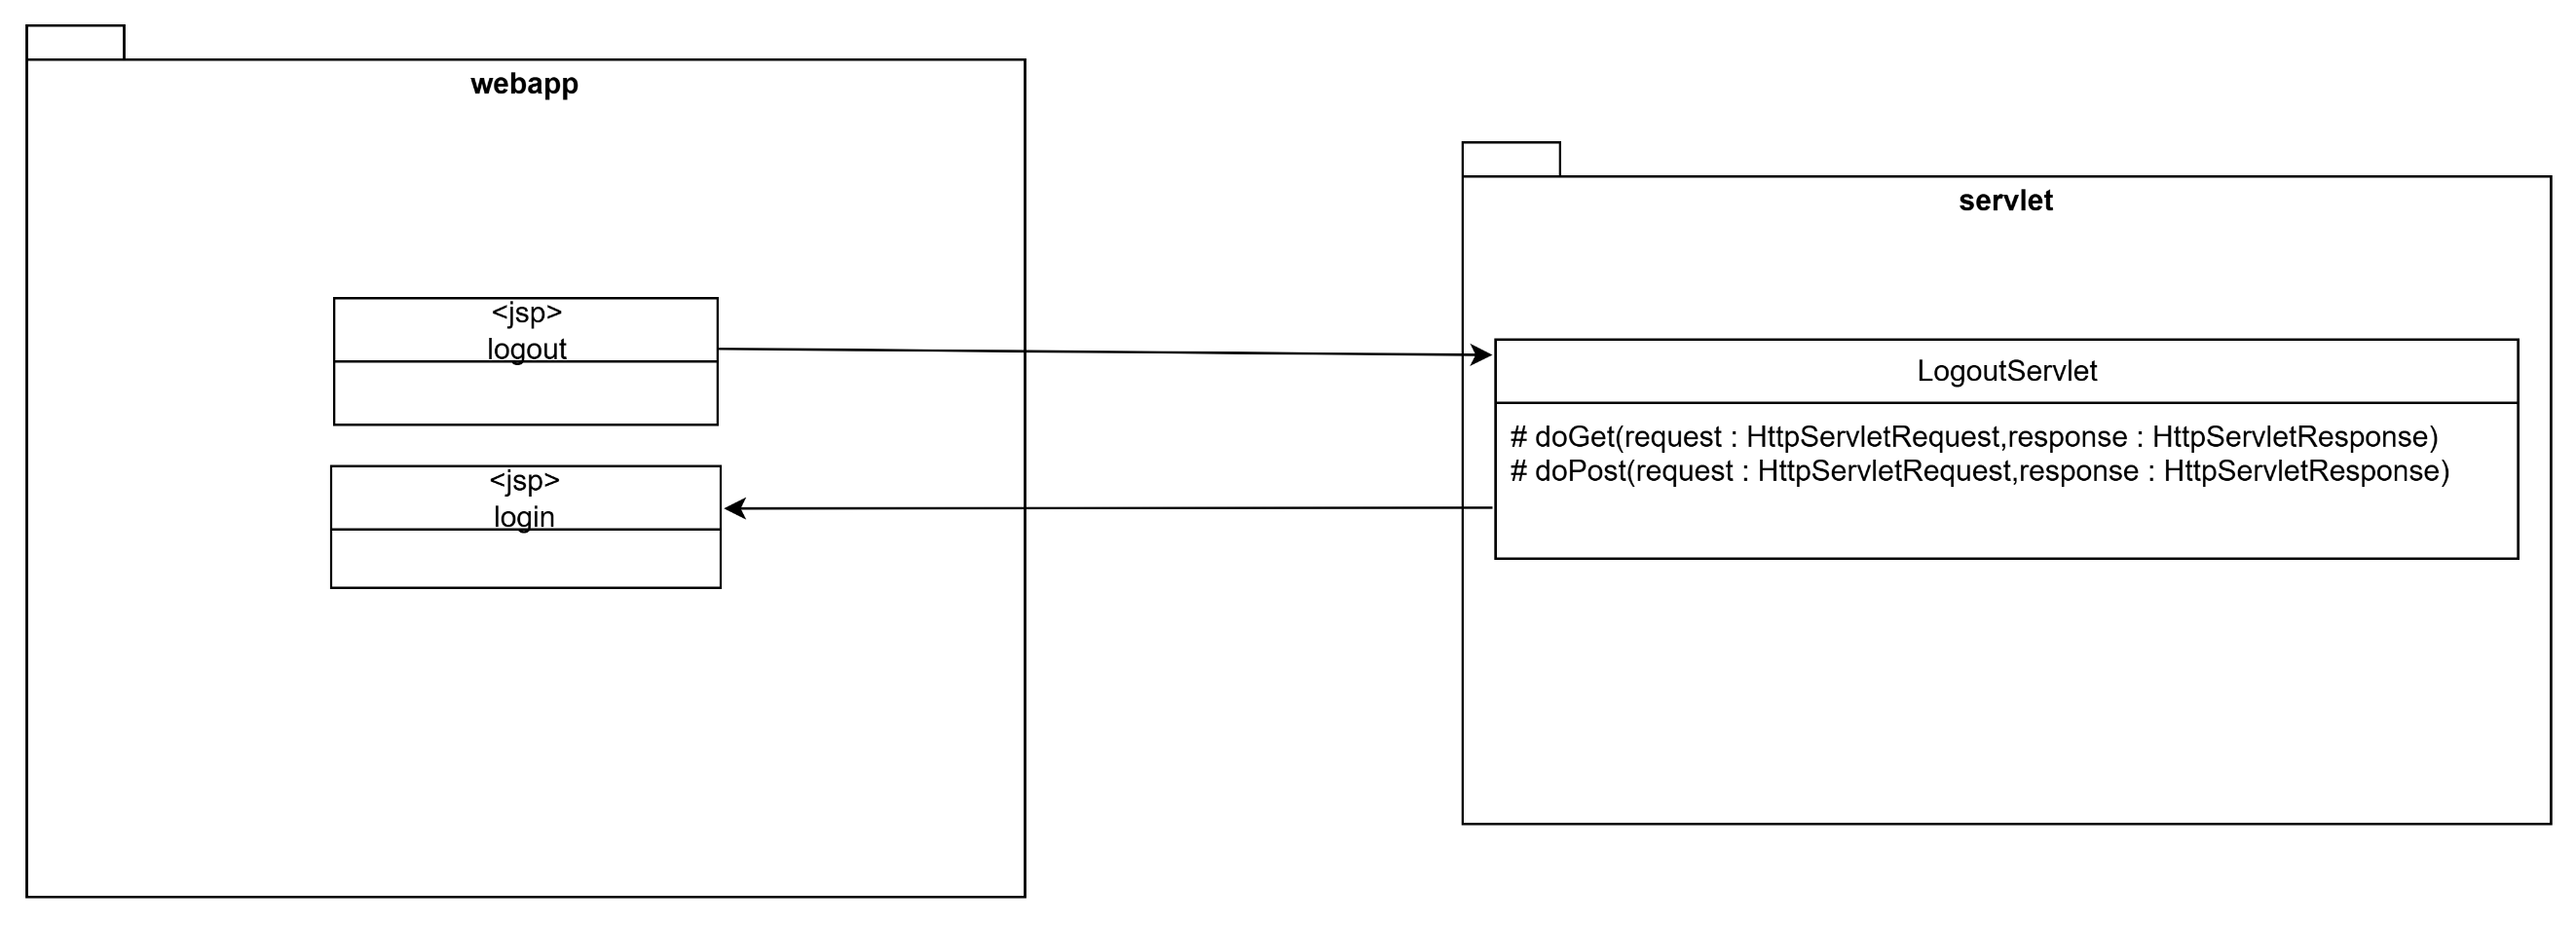 webapp
<jsp>
logout
<jsp>
login
servlet
LogoutServlet
# doGet(request : HttpServletRequest,response : HttpServletResponse)
# doPost(request : HttpServletRequest,response : HttpServletResponse)